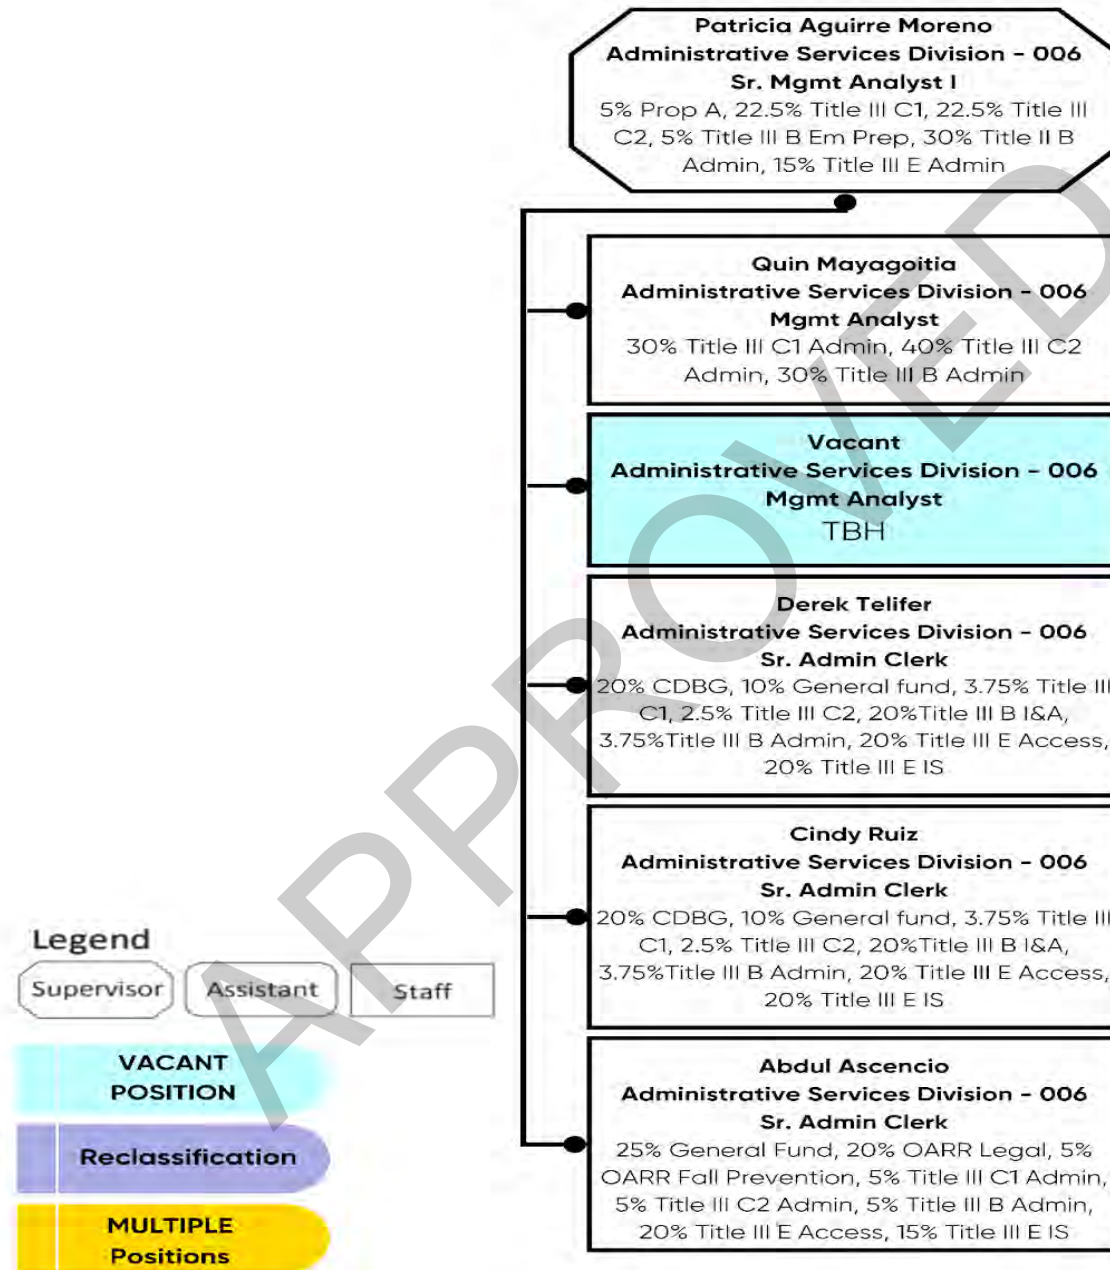 Patricia Aguirre Moreno
Administrative Services Division - 006
Sr. Mgmt Analyst I
5% Prop A, 22.5% Title III C1, 22.5% Title III
C2, 5% Title III B Em Prep, 30% Title II B
Admin, 15% Title III E Admin
Quin Mayagoitia
Administrative Services Division - 006
Mgmt Analyst
30% Title III C1 Admin, 40% Title III C2
Admin, 30% Title III B Admin
Vacant
Administrative Services Division - 006
Mgmt Analyst
TBH
Derek Telifer
Administrative Services Division - 006
Sr. Admin Clerk
20% CDBG, 10% General fund, 3.75% Title III
C1, 2.5% Title III C2, 20%Title III B I&A,
3.75%Title III B Admin, 20% Title III E Access,
20% Title III E IS
Cindy Ruiz
Administrative Services Division - 006
Sr. Admin Clerk
20% CDBG, 10% General fund, 3.75% Title III
C1, 2.5% Title III C2, 20%Title III B I&A,
3.75%Title III B Admin, 20% Title III E Access,
20% Title III E IS
Abdul Ascencio
Administrative Services Division - 006
Sr. Admin Clerk
25% General Fund, 20% OARR Legal, 5%
OARR Fall Prevention, 5% Title III C1 Admin,
5% Title III C2 Admin, 5% Title III B Admin,
20% Title III E Access, 15% Title III E IS
Legend
Supervisor
Assistant
Staff
VACANT
POSITION
Reclassification
MULTIPLE
Positions
APPROVED